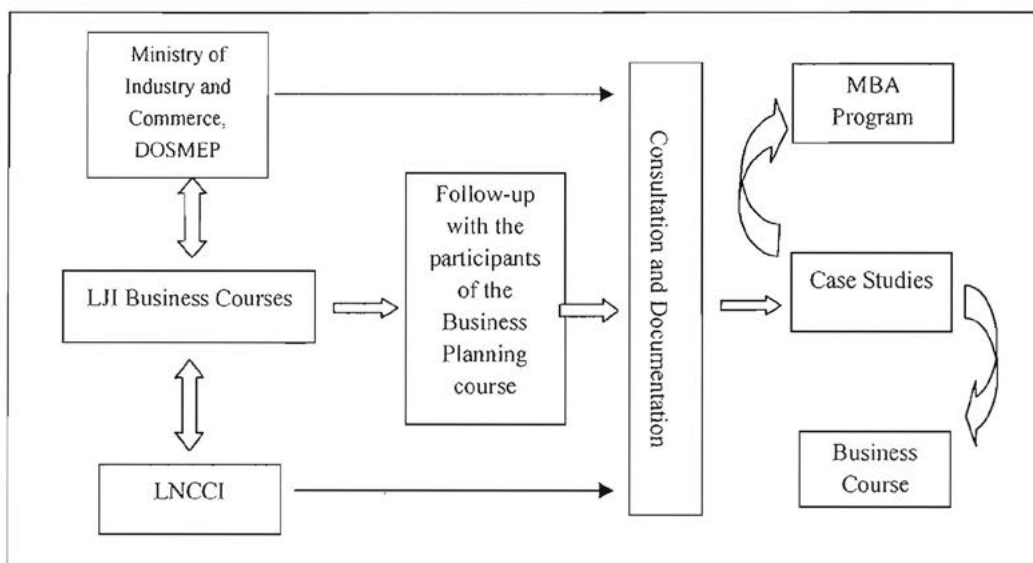 Ministry of
Industry and
Commerce,
DOSMEP
LJI Business Courses
LNCCI
Follow-up
with the
participants
of the
Business
Planning
course
Consultation and Documentation
MBA
Program
Case Studies
Business
Course